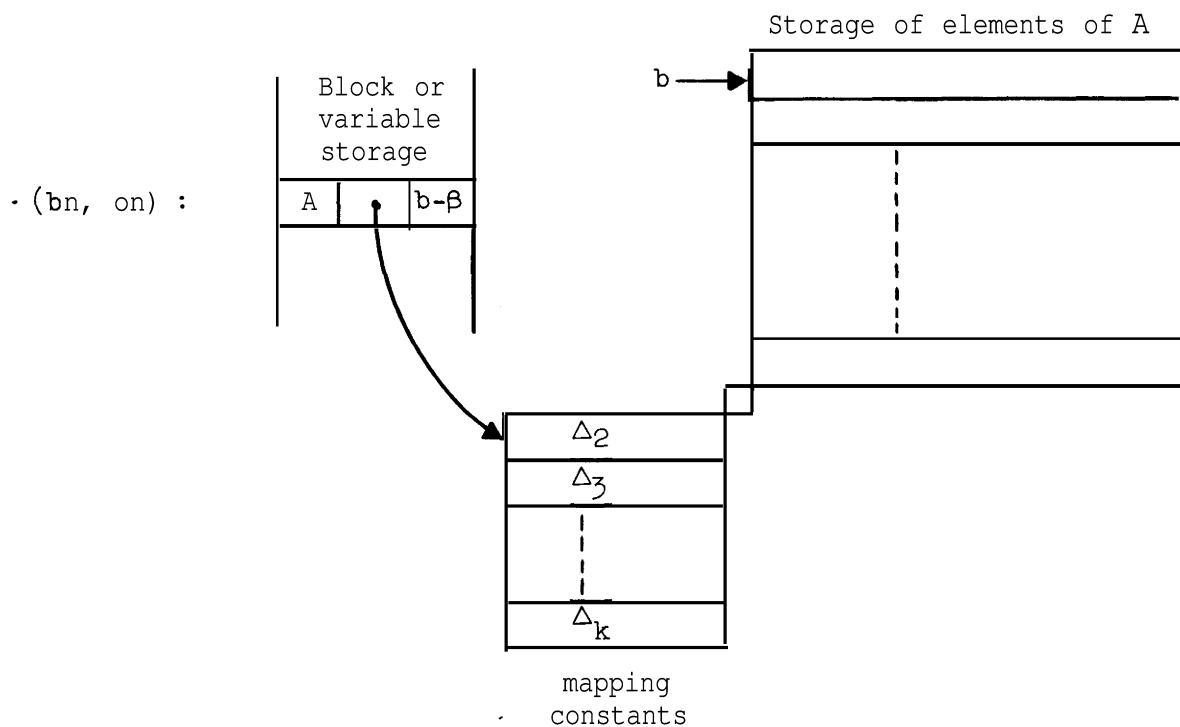 Storage of elements of A
b
Block or
variable
storage
(bn, on) :
A
b-β
Δ2
Δ3
Δk
mapping
constants